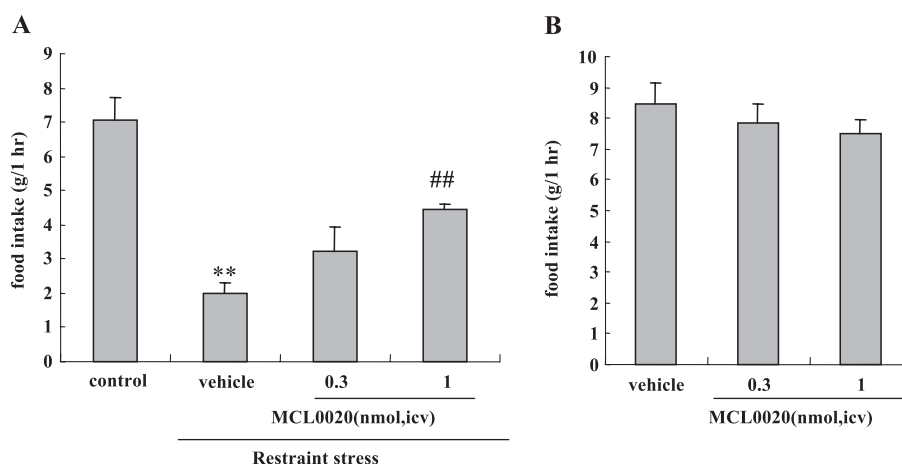 A
food intake (g/1 hr)
9
8
7
6
5
4
3
2
1
0
**
##
control vehicle 0.3 1
MCL0020(nmol,icv)
Restraint stress
B
food intake (g/1 hr)
10
9
8
7
6
5
4
3
2
1
0
vehicle 0.3 1
MCL0020(nmol,icv)